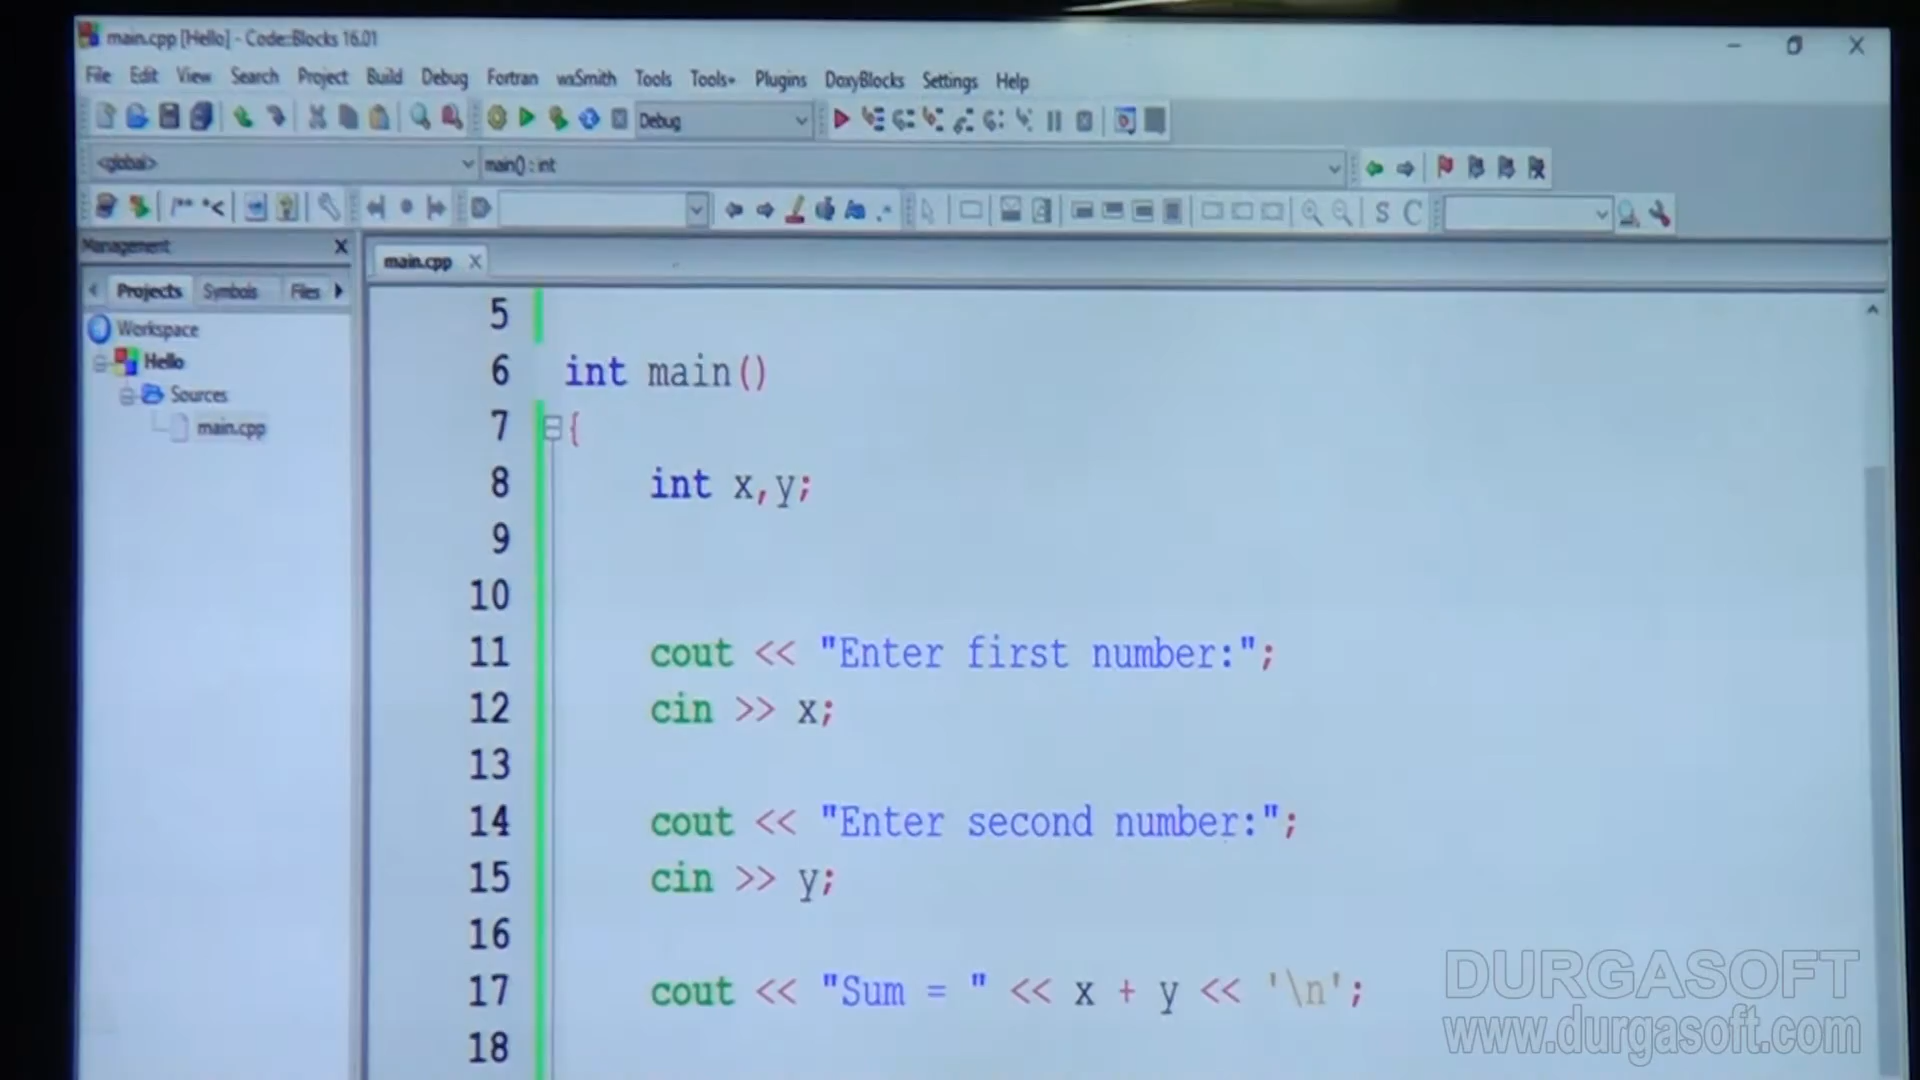 main.cpp [Hello] - Code::Blocks 16.01
File Edit View Search Project Build Debug Fortran wxSmith Tools Tools+ Plugins DoxyBlocks Settings Help
Debug
<global> main() : int
S C
Management
main.cpp
Projects Symbols Files
Workspace
Hello
Sources
main.cpp
5
6 int main()
7 {
8 int x,y;
9
10
11 cout << "Enter first number:";
12 cin >> x;
13
14 cout << "Enter second number:";
15 cin >> y;
16
17 cout << "Sum = " << x + y << '\n';
18
DURGASOFT
www.durgasoft.com